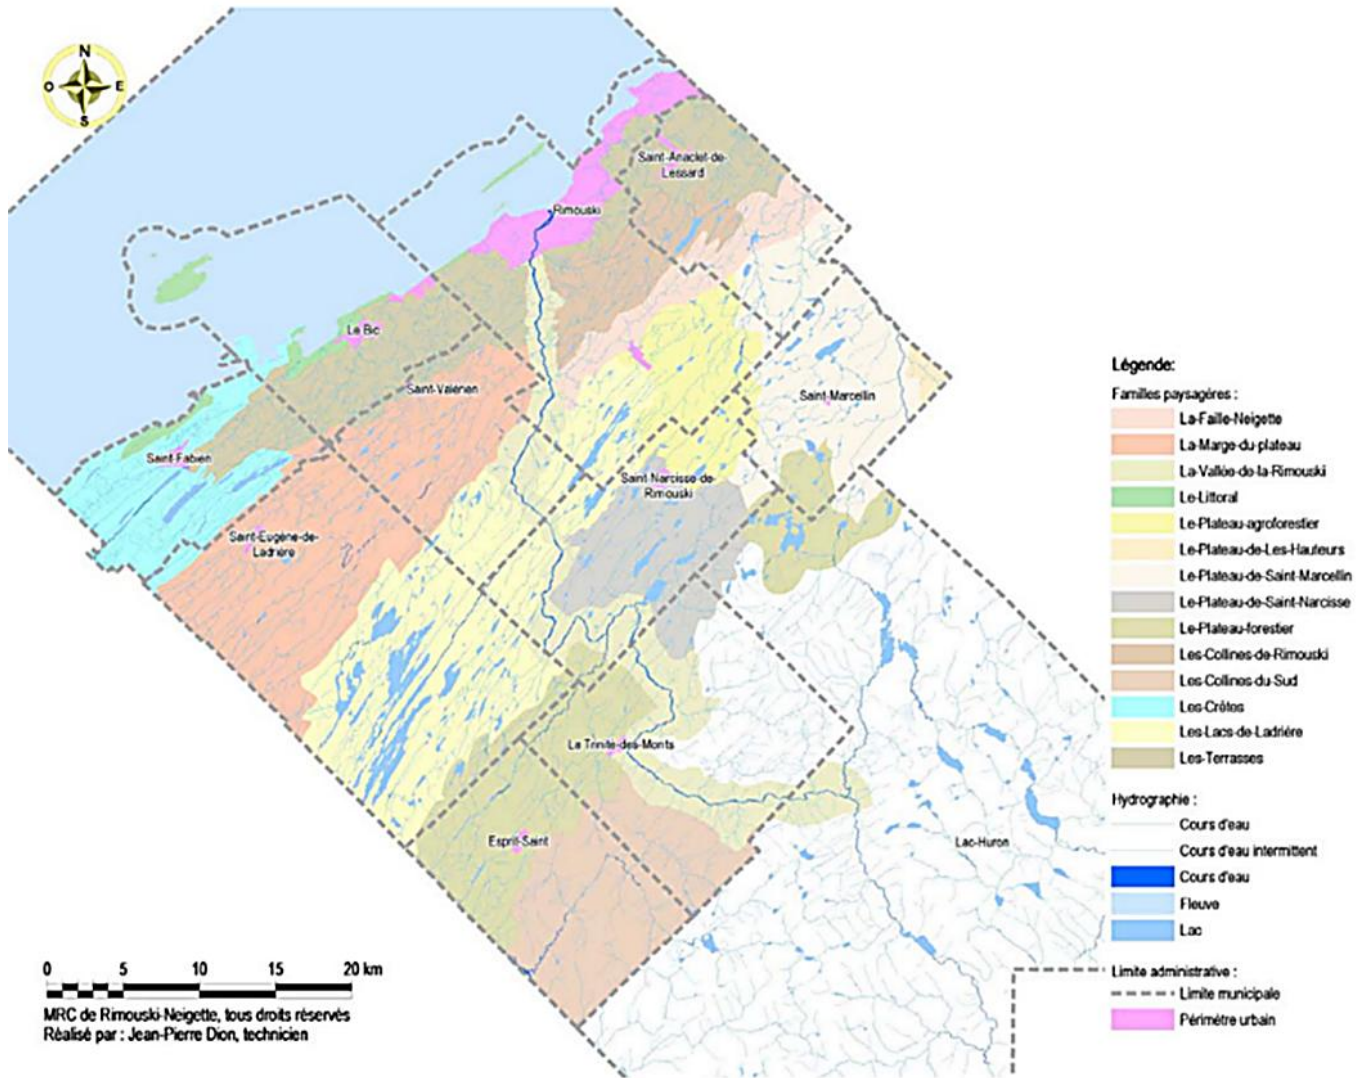 N
O E
S
Saint-Anaclet-de-
Lessard
Rimouski
Le Bic
Saint-Valérien
Saint-Marcellin
Saint-Fabien
Saint-Narcisse-de-
Rimouski
Saint-Eugène-de-
Ladrière
La Trinité-des-Monts
Esprit-Saint
Lac-Huron
Légende:
Familles paysagères :
La-Faille-Neigette
La-Marge-du-plateau
La-Vallée-de-la-Rimouski
Le-Littoral
Le-Plateau-agroforestier
Le-Plateau-de-Les-Hauteurs
Le-Plateau-de-Saint-Marcellin
Le-Plateau-de-Saint-Narcisse
Le-Plateau-forestier
Les-Collines-de-Rimouski
Les-Collines-du-Sud
Les-Crêtes
Les-Lacs-de-Ladrière
Les-Terrasses
Hydrographie :
Cours d'eau
Cours d'eau intermittent
Cours d'eau
Fleuve
Lac
Limite administrative :
Limite municipale
Périmètre urbain
0 5 10 15 20 km
MRC de Rimouski-Neigette, tous droits réservés
Réalisé par : Jean-Pierre Dion, technicien